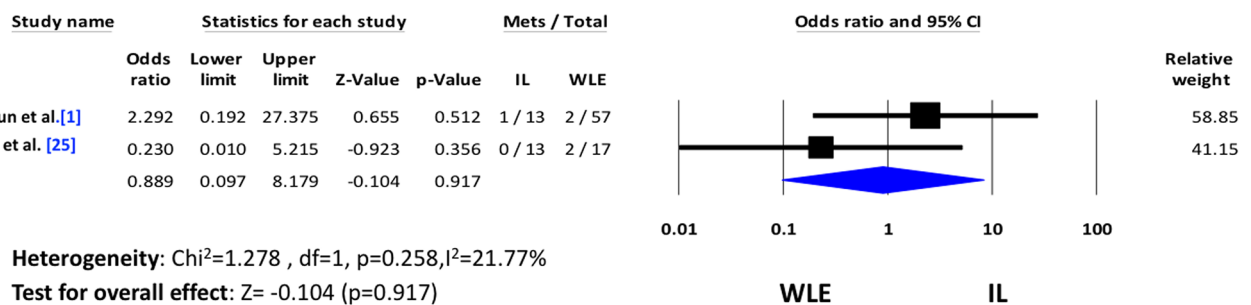 Study name Statistics for each study Mets / Total Odds ratio and 95% CI
Odds ratio Lower limit Upper limit Z-Value p-Value IL WLE Relative weight
un et al.[1] 2.292 0.192 27.375 0.655 0.512 1 / 13 2 / 57 58.85
et al. [25] 0.230 0.010 5.215 -0.923 0.356 0 / 13 2 / 17 41.15
0.889 0.097 8.179 -0.104 0.917
0.01 0.1 1 10 100
Heterogeneity: Chi²=1.278 , df=1, p=0.258,I²=21.77%
Test for overall effect: Z= -0.104 (p=0.917)
WLE IL